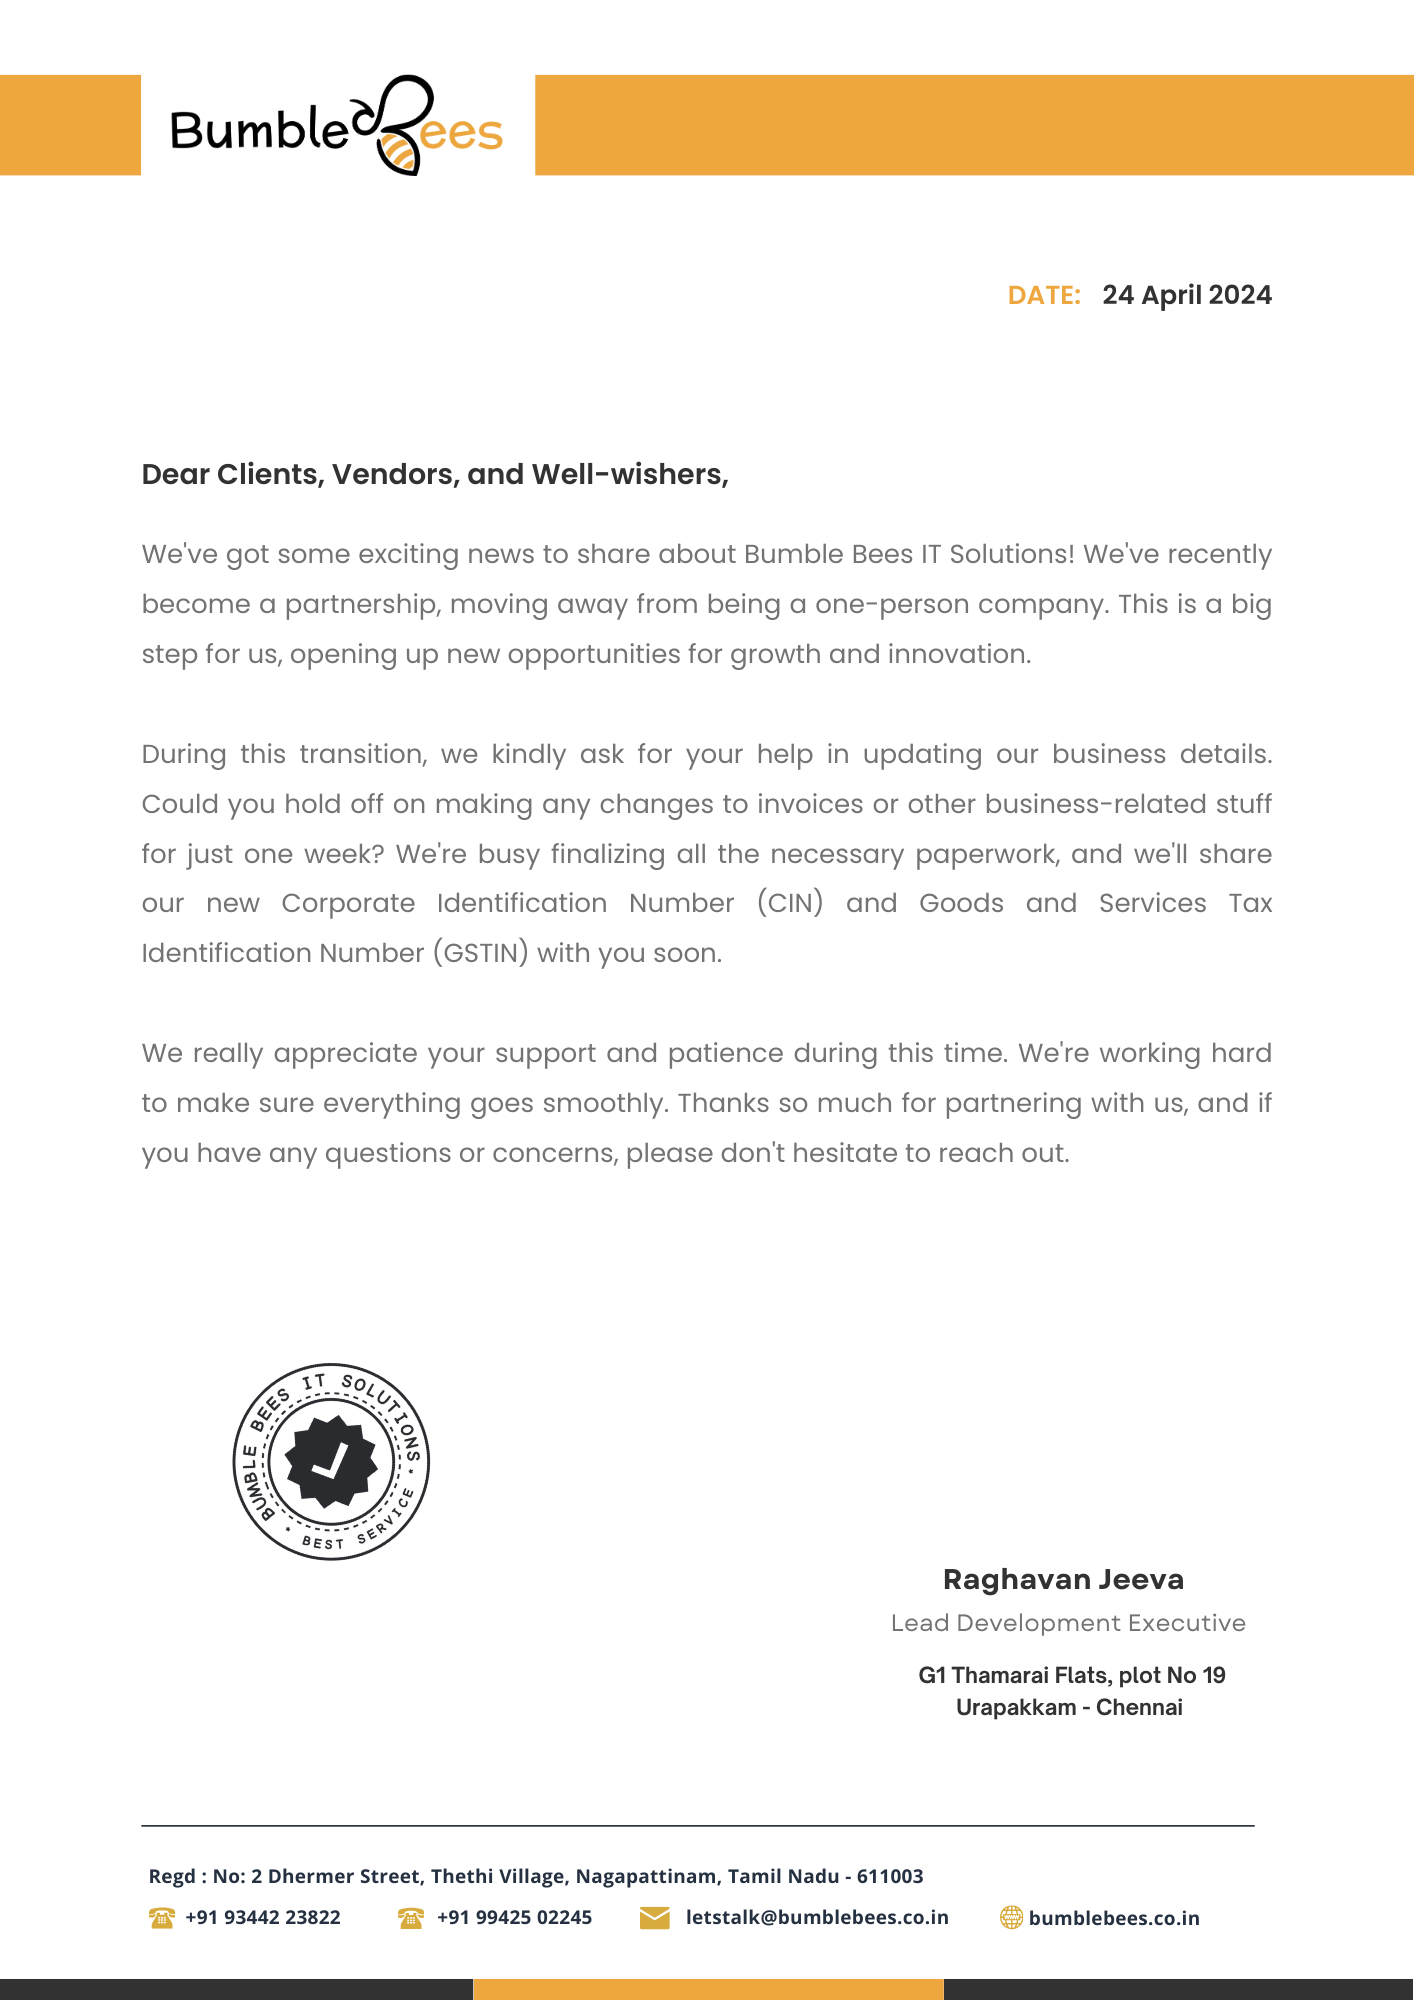 BumbleBees
DATE: 24 April 2024
Dear Clients, Vendors, and Well-wishers,
We've got some exciting news to share about Bumble Bees IT Solutions! We've recently
become a partnership, moving away from being a one-person company. This is a big
step for us, opening up new opportunities for growth and innovation.
During this transition, we kindly ask for your help in updating our business details.
Could you hold off on making any changes to invoices or other business-related stuff
for just one week? We're busy finalizing all the necessary paperwork, and we'll share
our new Corporate Identification Number (CIN) and Goods and Services Tax
Identification Number (GSTIN) with you soon.
We really appreciate your support and patience during this time. We're working hard
to make sure everything goes smoothly. Thanks so much for partnering with us, and if
you have any questions or concerns, please don't hesitate to reach out.
BUMBLE BEES IT SOLUTIONS
* BEST SERVICE *
Raghavan Jeeva
Lead Development Executive
G1 Thamarai Flats, plot No 19
Urapakkam - Chennai
Regd : No: 2 Dhermer Street, Thethi Village, Nagapattinam, Tamil Nadu - 611003
+91 93442 23822 +91 99425 02245 letstalk@bumblebees.co.in bumblebees.co.in